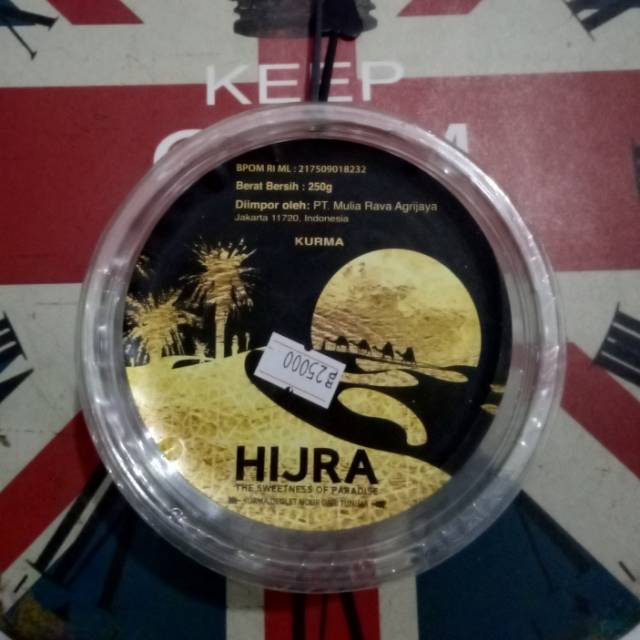 KEEP
BPOM RI ML : 217509018232
Berat Bersih : 250g
Diimpor oleh: PT. Mulia Rava Agrijaya
Jakarta 11720, Indonesia
KURMA
25000
HIJRA
THE SWEETNESS OF PARADISE